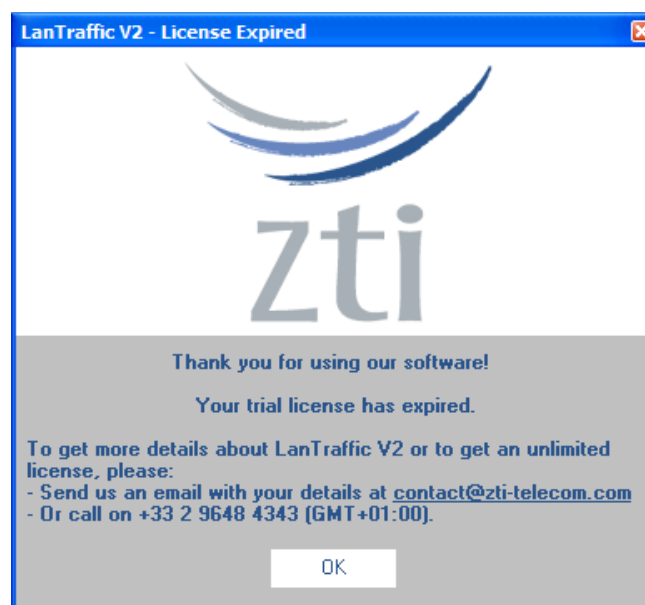 LanTraffic V2 - License Expired
zti
Thank you for using our software!
Your trial license has expired.
To get more details about LanTraffic V2 or to get an unlimited
license, please:
- Send us an email with your details at contact@zti-telecom.com
- Or call on +33 2 9648 4343 (GMT+01:00).
OK